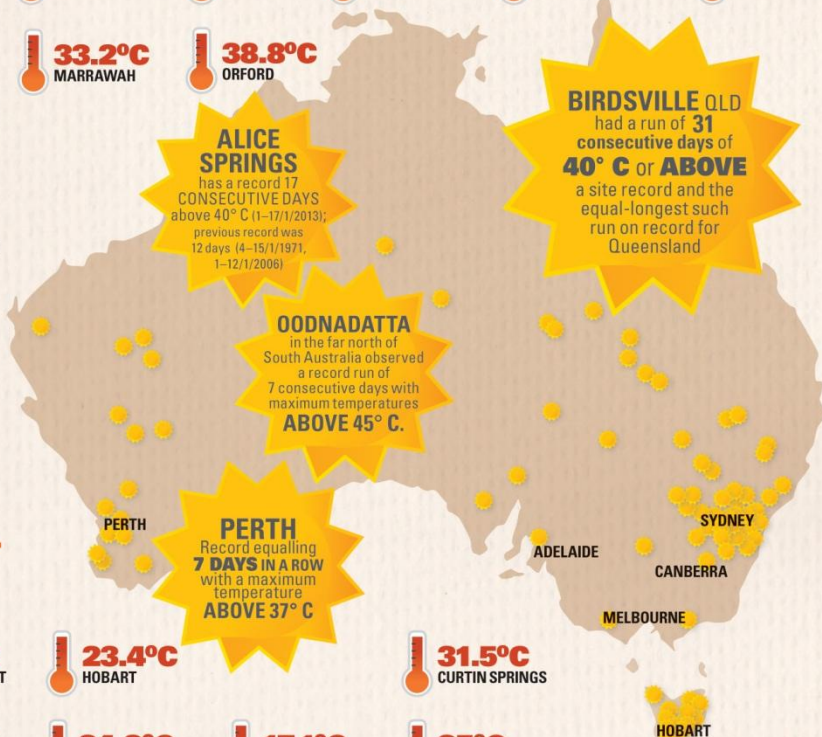 33.2ºC
MARRAWAH
38.8ºC
ORFORD
BIRDSVILLE QLD
had a run of 31
consecutive days of
40° C or ABOVE
a site record and the
equal-longest such
run on record for
Queensland
ALICE
SPRINGS
has a record 17
CONSECUTIVE DAYS
above 40° C (1–17/1/2013);
previous record was
12 days (4–15/1/1971,
1–12/1/2006)
OODNADATTA
in the far north of
South Australia observed
a record run of
7 consecutive days with
maximum temperatures
ABOVE 45° C.
PERTH
PERTH
Record equalling
7 DAYS IN A ROW
with a maximum
temperature
ABOVE 37° C
SYDNEY
ADELAIDE
CANBERRA
MELBOURNE
23.4ºC
HOBART
31.5ºC
CURTIN SPRINGS
HOBART